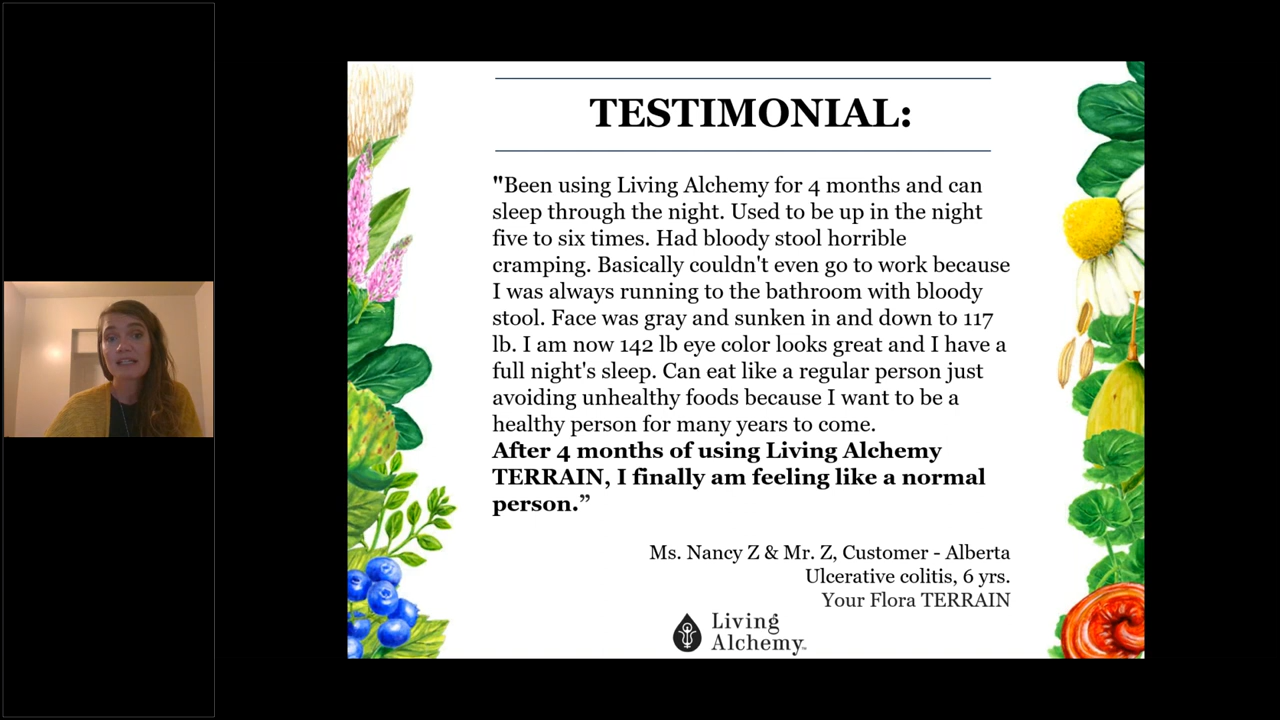 TESTIMONIAL:
"Been using Living Alchemy for 4 months and can
sleep through the night. Used to be up in the night
five to six times. Had bloody stool horrible
cramping. Basically couldn't even go to work because
I was always running to the bathroom with bloody
stool. Face was gray and sunken in and down to 117
lb. I am now 142 lb eye color looks great and I have a
full night's sleep. Can eat like a regular person just
avoiding unhealthy foods because I want to be a
healthy person for many years to come.
After 4 months of using Living Alchemy
TERRAIN, I finally am feeling like a normal
person.”
Ms. Nancy Z & Mr. Z, Customer - Alberta
Ulcerative colitis, 6 yrs.
Your Flora TERRAIN
Living
Alchemy™